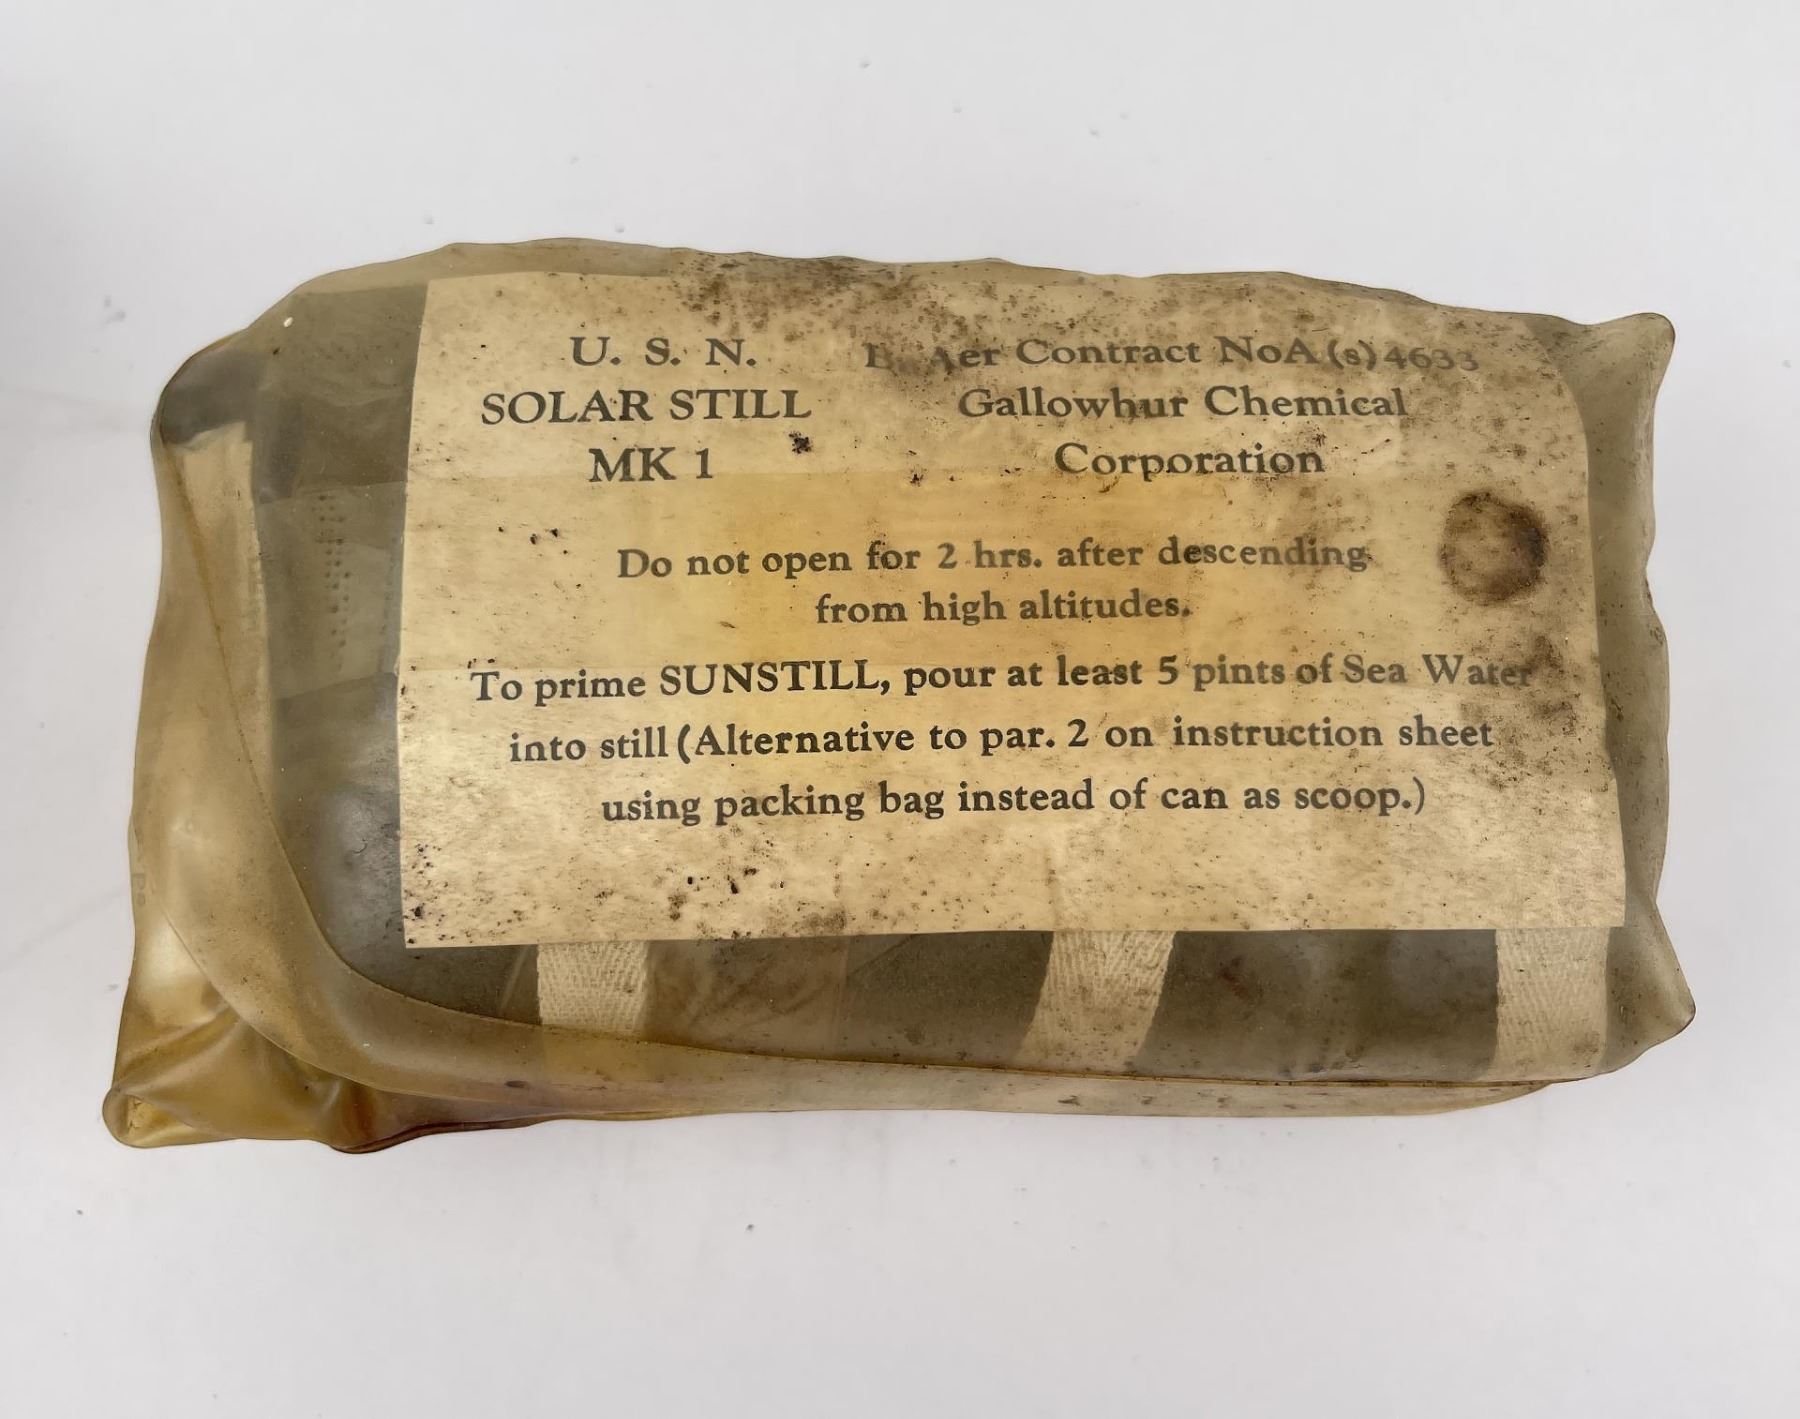 U. S. N.
SOLAR STILL
MK 1
Contract NoA(s)4633
Gallowhur Chemical
Corporation
Do not open for 2 hrs. after descending
from high altitudes.
To prime SUNSTILL, pour at least 5 pints of Sea Water
into still (Alternative to par. 2 on instruction sheet
using packing bag instead of can as scoop.)